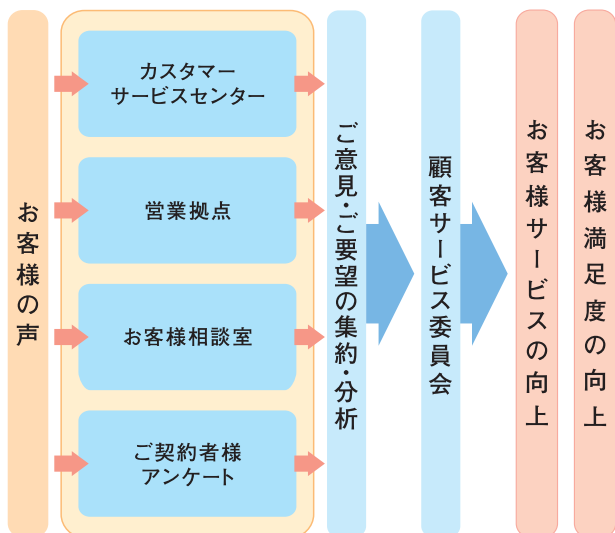 お客様の声
カスタマー
サービスセンター
営業拠点
お客様相談室
ご契約者様
アンケート
ご意見・ご要望の集約・分析
顧客サービス委員会
お客様サービスの向上
お客様満足度の向上